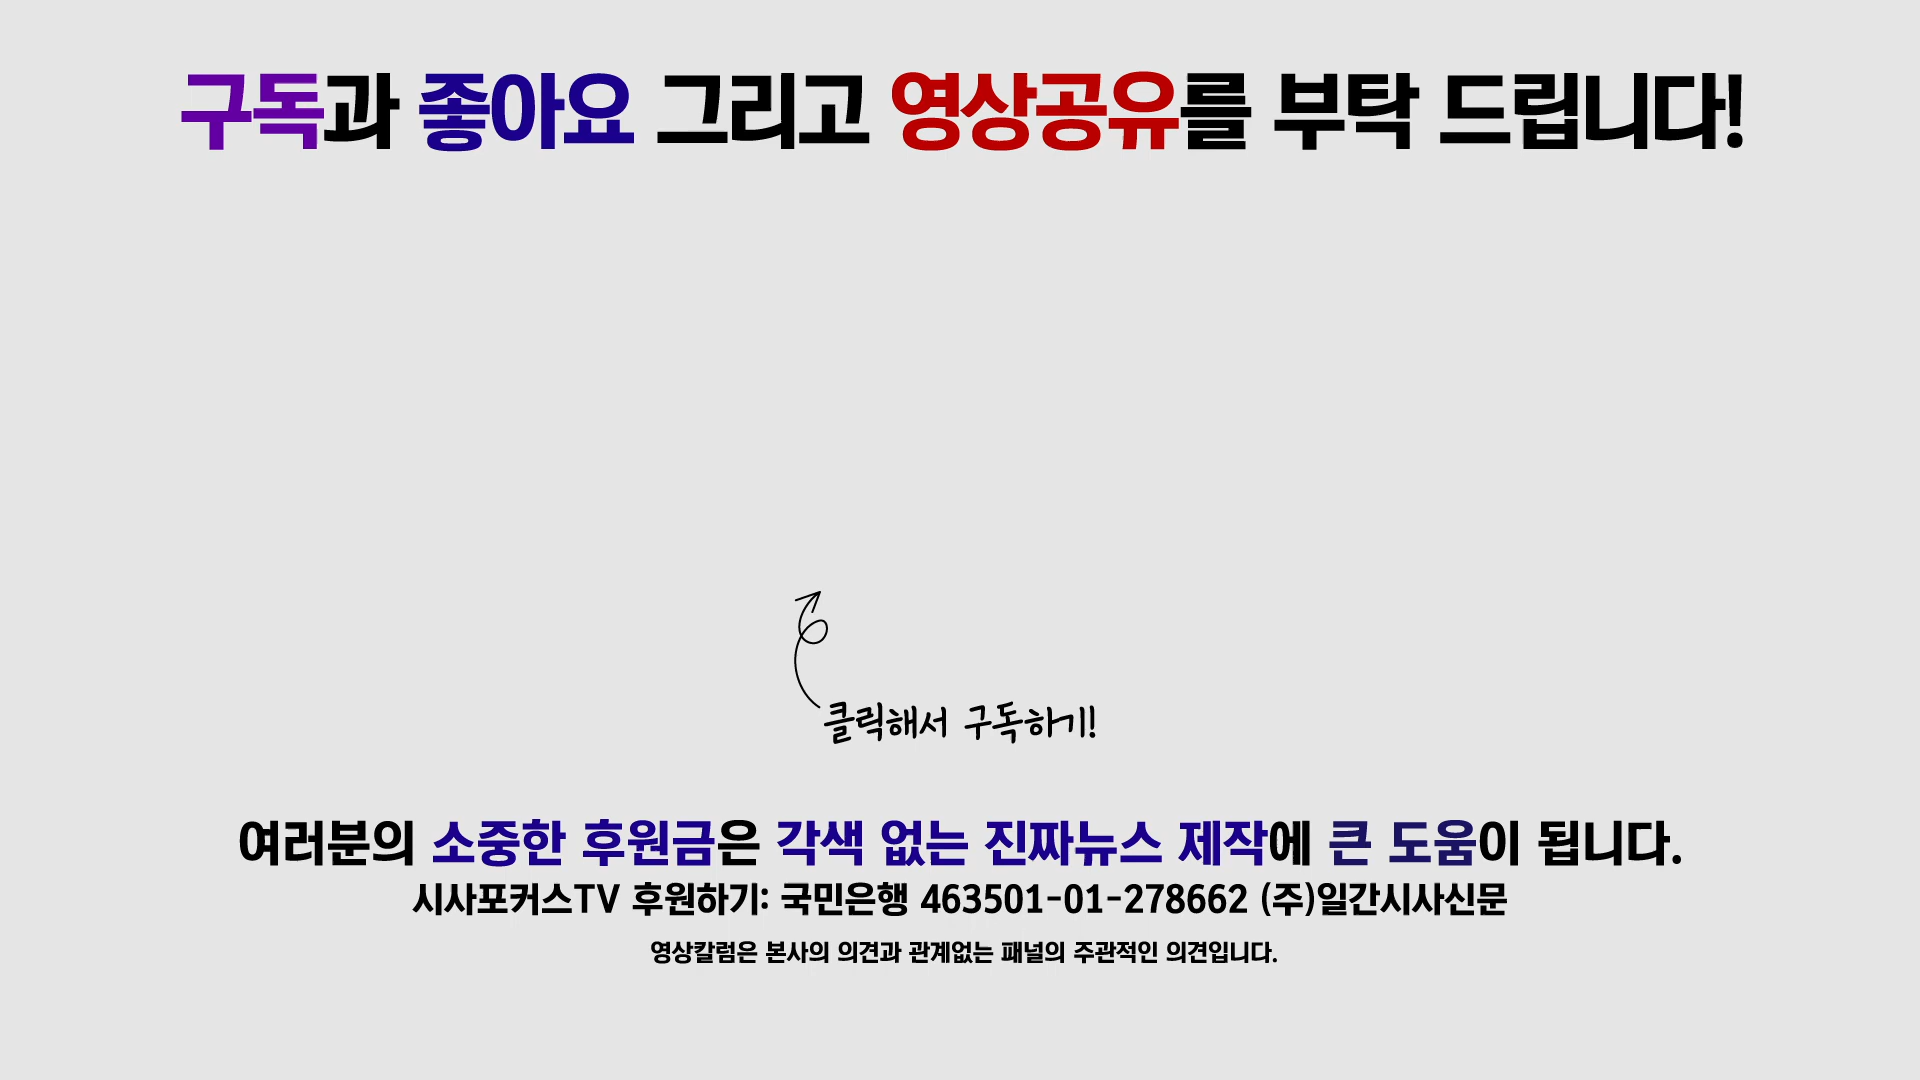 구독과 좋아요 그리고 영상공유를 부탁 드립니다!
클릭해서 구독하기!
여러분의 소중한 후원금은 각색 없는 진짜뉴스 제작에 큰 도움이 됩니다.
시사포커스TV 후원하기: 국민은행 463501-01-278662 (주)일간시사신문
영상칼럼은 본사의 의견과 관계없는 패널의 주관적인 의견입니다.